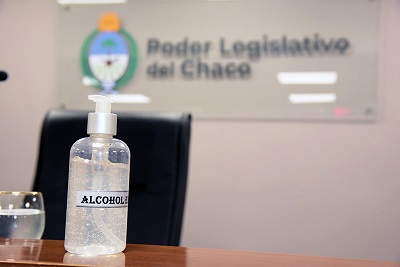 Poder Legislativo
del Chaco
ALCOHOL